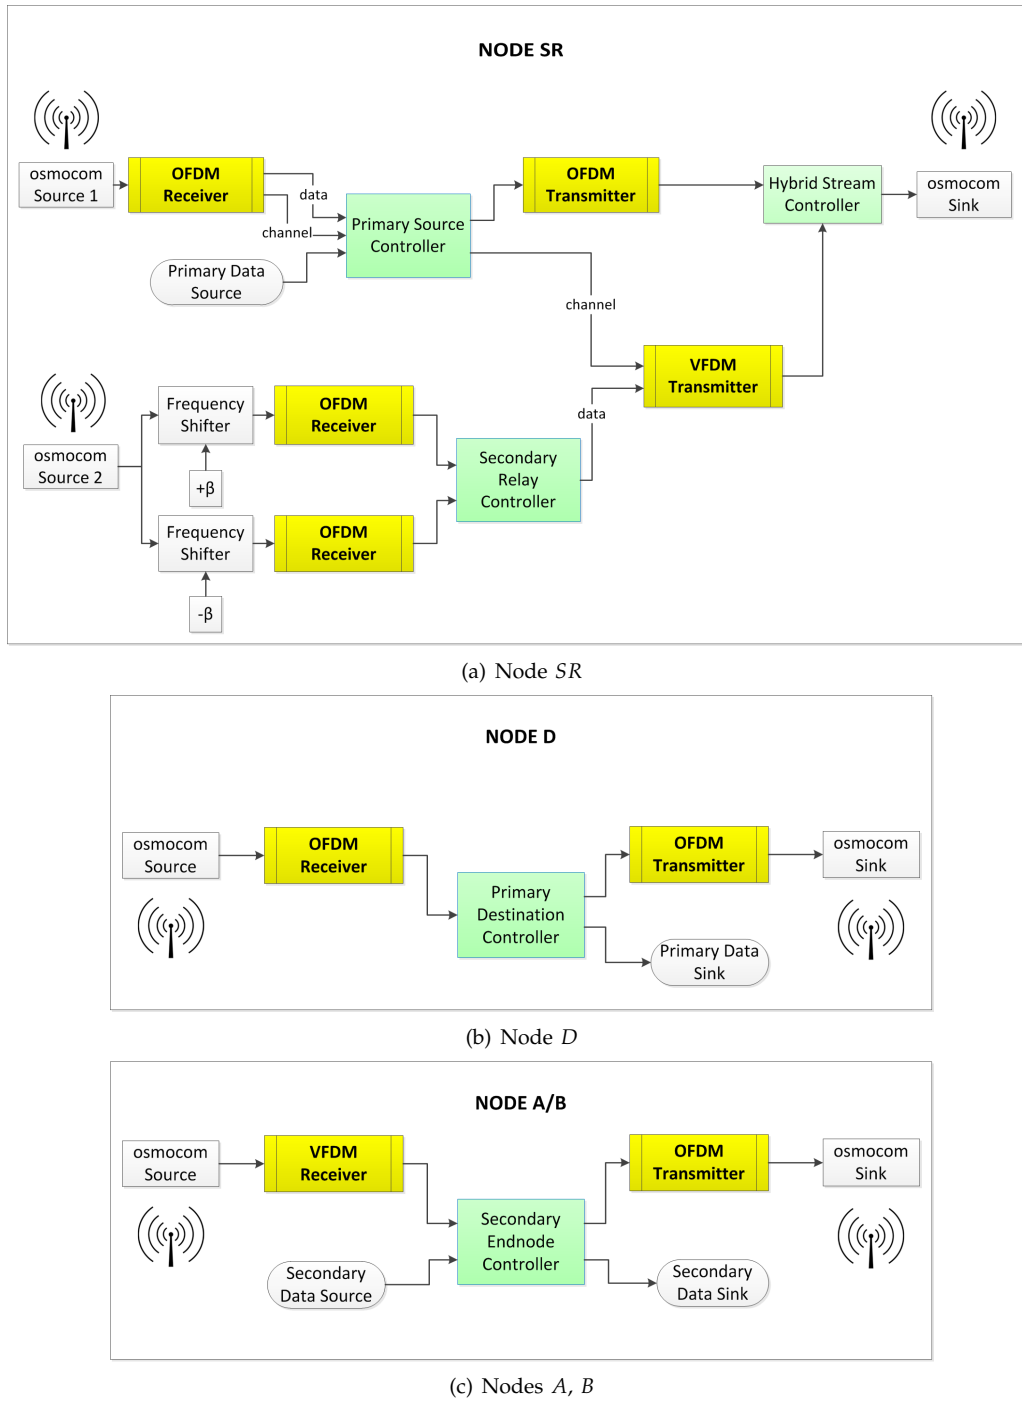 NODE SR
osmocom
Source 1
OFDM
Receiver
data
channel
Primary Data
Source
Primary Source
Controller
OFDM
Transmitter
Hybrid Stream
Controller
osmocom
Sink
channel
VFDM
Transmitter
data
osmocom
Source 2
Frequency
Shifter
+β
OFDM
Receiver
Frequency
Shifter
-β
OFDM
Receiver
Secondary
Relay
Controller
(a) Node SR
NODE D
osmocom
Source
OFDM
Receiver
Primary
Destination
Controller
OFDM
Transmitter
osmocom
Sink
Primary Data
Sink
(b) Node D
NODE A/B
osmocom
Source
VFDM
Receiver
Secondary
Data Source
Secondary
Endnode
Controller
OFDM
Transmitter
osmocom
Sink
Secondary
Data Sink
(c) Nodes A, B